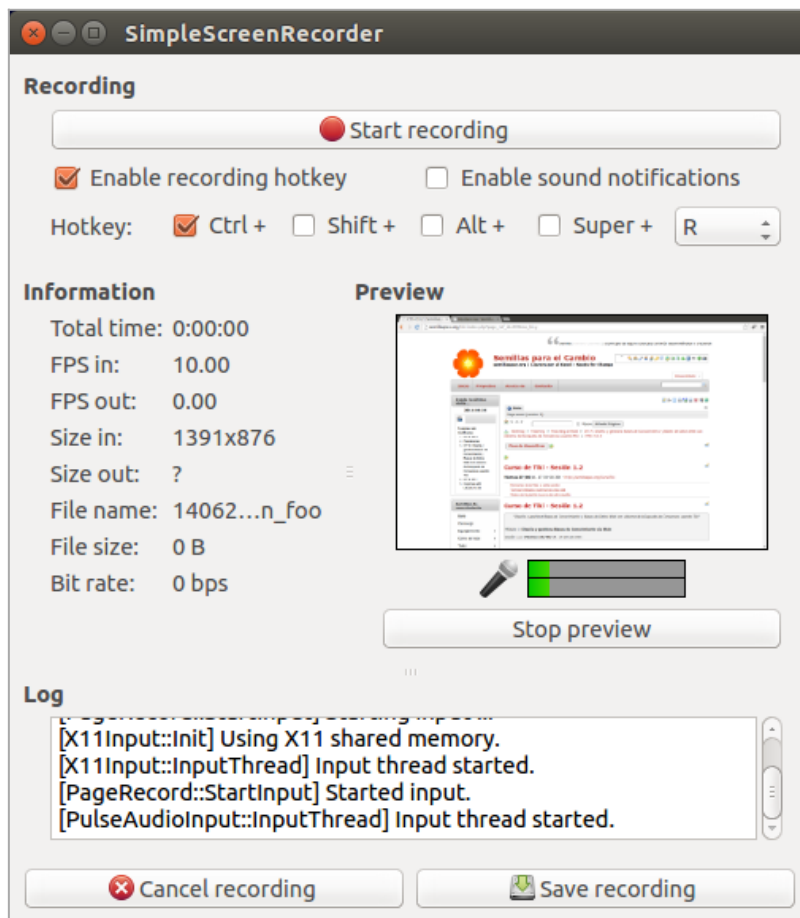 SimpleScreenRecorder
Recording
Start recording
Enable recording hotkey Enable sound notifications
Hotkey: Ctrl + Shift + Alt + Super + R
Information Preview
Total time: 0:00:00
FPS in: 10.00
FPS out: 0.00
Size in: 1391x876
Size out: ?
File name: 14062...n_foo
File size: 0 B
Bit rate: 0 bps
Semillas para el Cambio
Curso de Tiki - Sesión 1.2
Curso de Tiki - Sesión 1.2
Stop preview
Log
[PageRecord::StartInput] Starting input ...
[X11Input::Init] Using X11 shared memory.
[X11Input::InputThread] Input thread started.
[PageRecord::StartInput] Started input.
[PulseAudioInput::InputThread] Input thread started.
Cancel recording Save recording